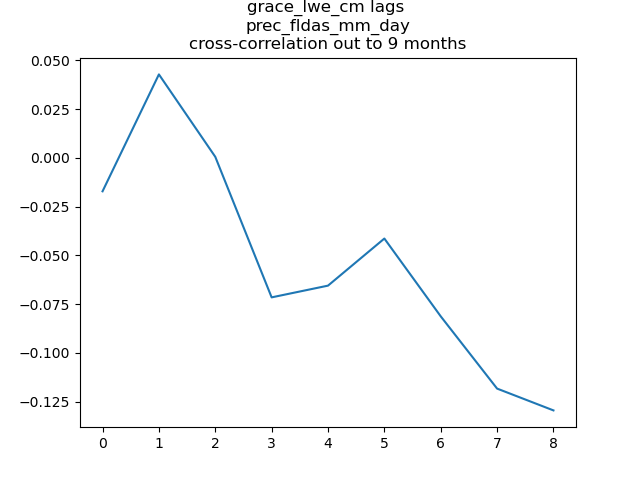 grace_lwe_cm lags
prec_fldas_mm_day
cross-correlation out to 9 months
0.050
0.025
0.000
−0.025
−0.050
−0.075
−0.100
−0.125
0 1 2 3 4 5 6 7 8